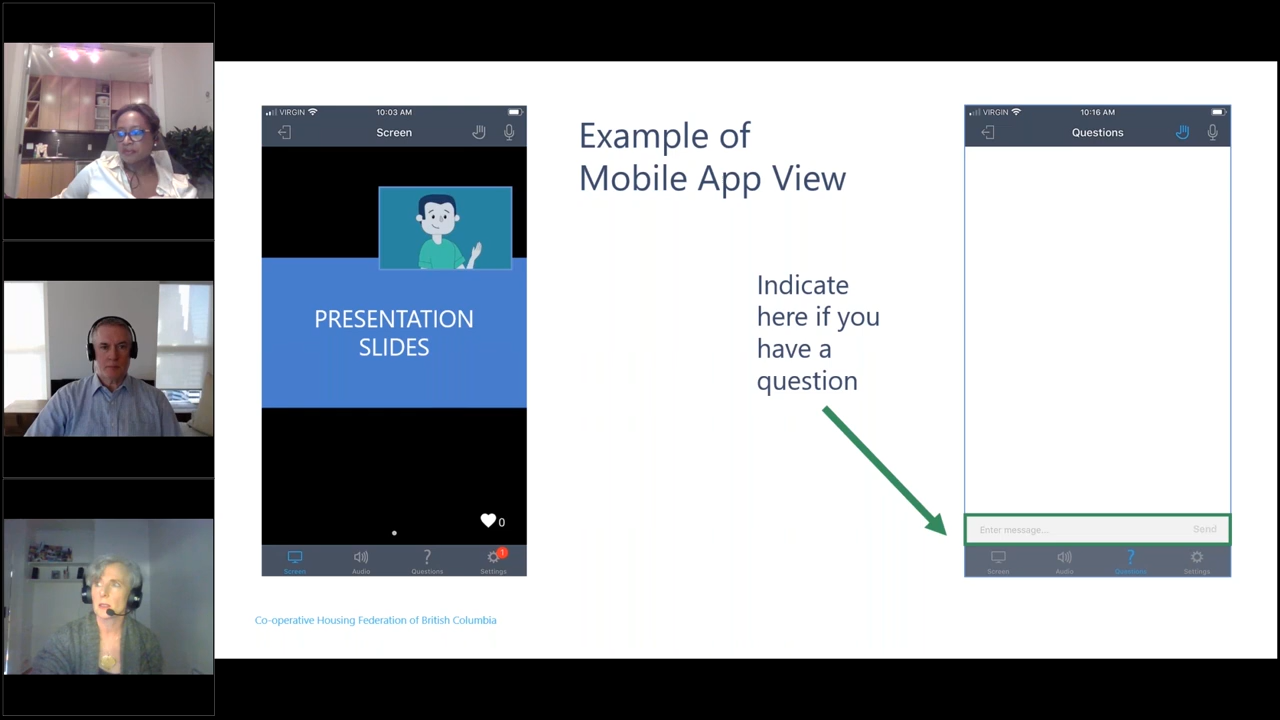 VIRGIN
10:03 AM
Screen
PRESENTATION
SLIDES
0
1
Screen
Audio
Questions
Settings
Example of
Mobile App View
Indicate
here if you
have a
question
VIRGIN
10:16 AM
Questions
Enter message...
Send
Screen
Audio
Questions
Settings
Co-operative Housing Federation of British Columbia